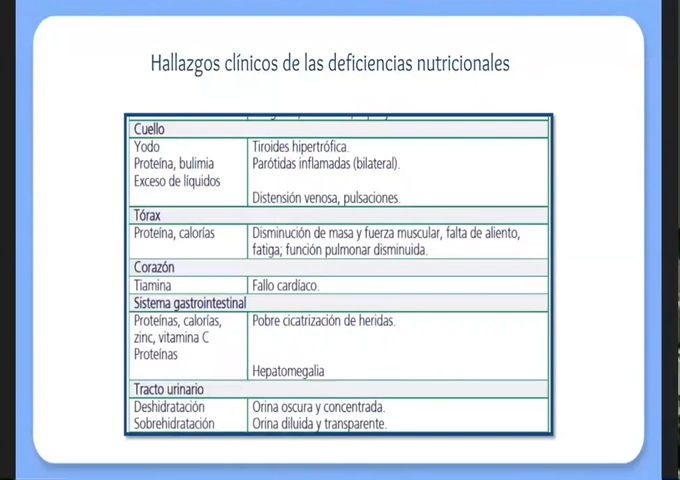 Hallazgos clínicos de las deficiencias nutricionales
Cuello
Yodo Tiroides hipertrófica.
Proteína, bulimia Parótidas inflamadas (bilateral).
Exceso de líquidos
Distensión venosa, pulsaciones.
Tórax
Proteína, calorías Disminución de masa y fuerza muscular, falta de aliento,
fatiga; función pulmonar disminuida.
Corazón
Tiamina Fallo cardíaco.
Sistema gastrointestinal
Proteínas, calorías, Pobre cicatrización de heridas.
zinc, vitamina C
Proteínas
Hepatomegalia
Tracto urinario
Deshidratación Orina oscura y concentrada.
Sobrehidratación Orina diluida y transparente.